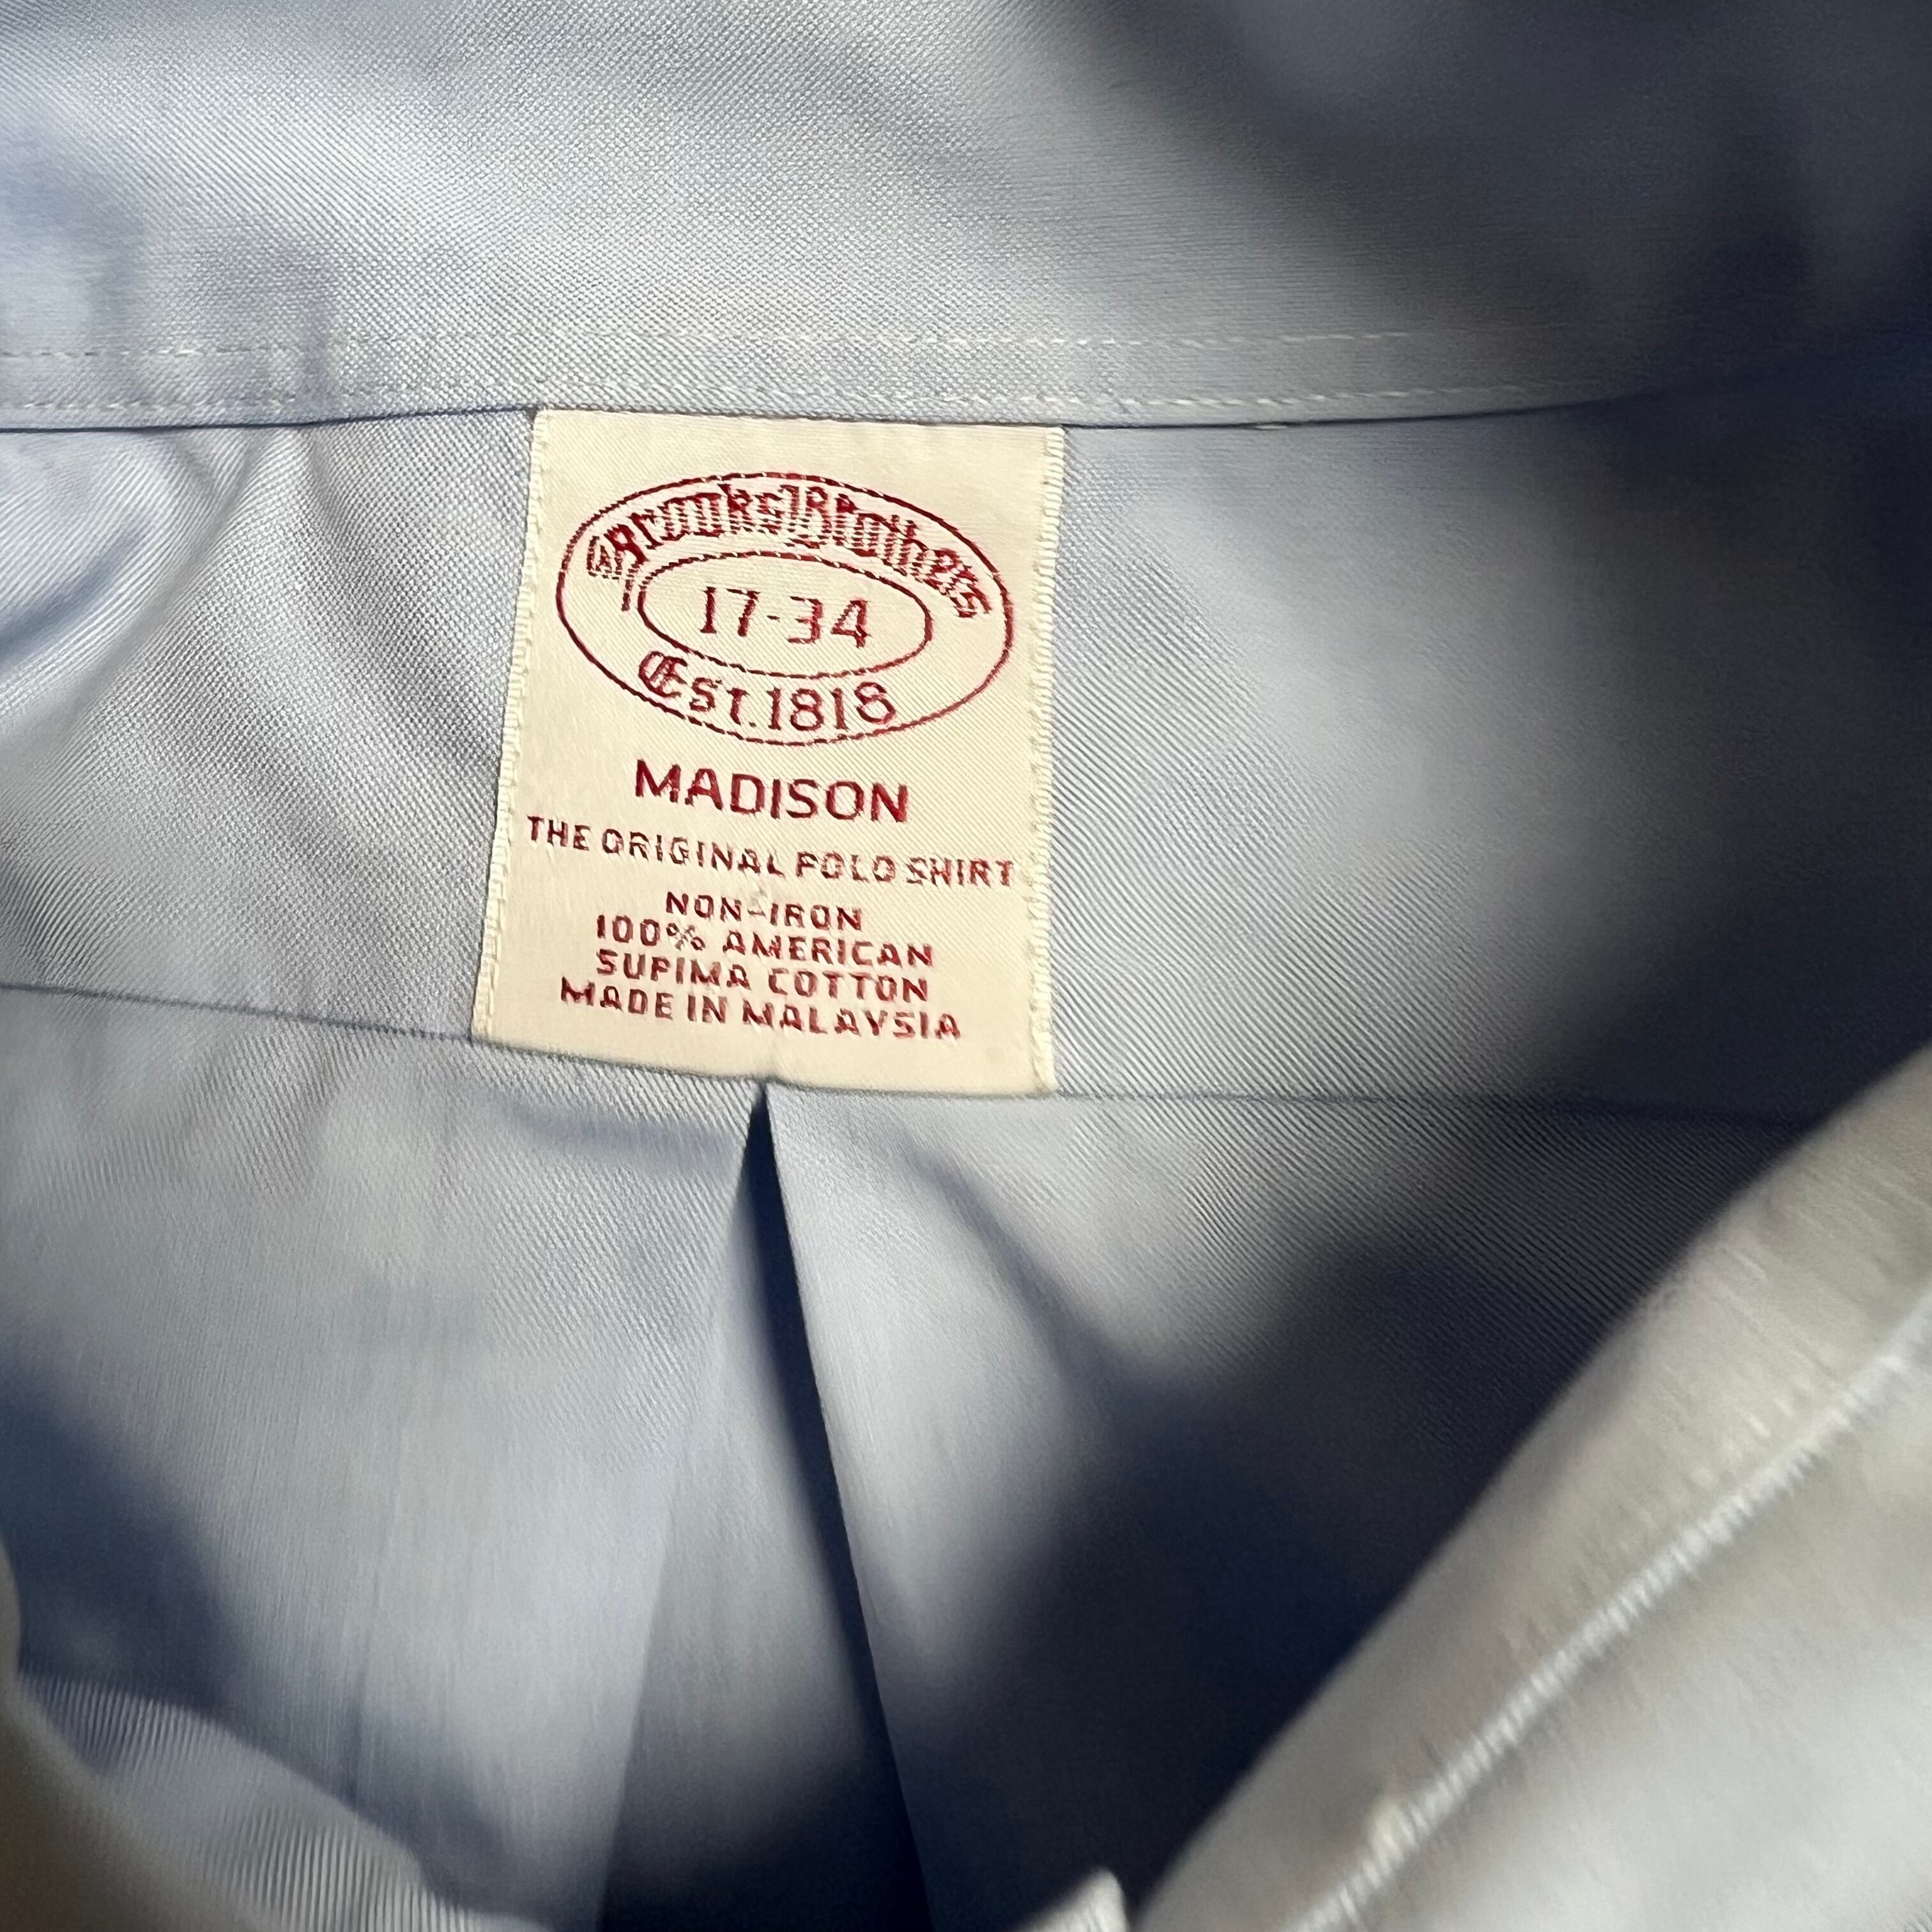 Brooks Brothers
17-34
Est. 1818
MADISON
THE ORIGINAL POLO SHIRT
NON-IRON
100% AMERICAN
SUPIMA COTTON
MADE IN MALAYSIA